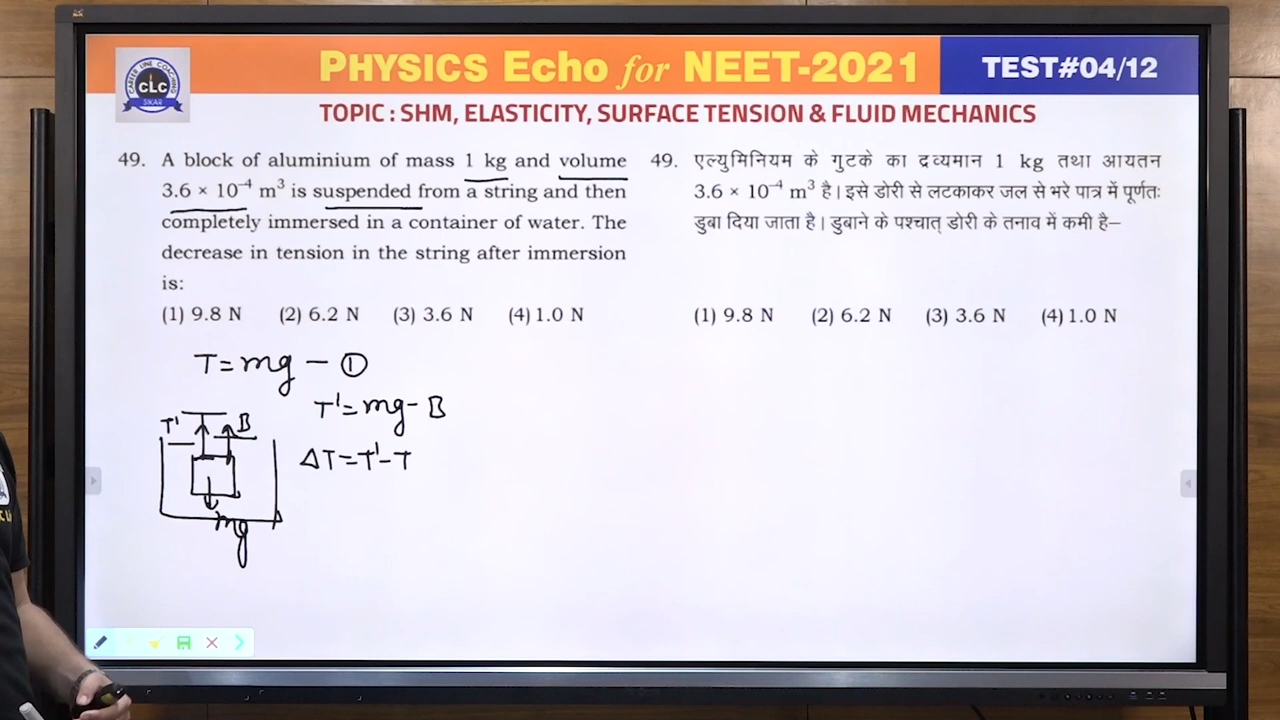 PHYSICS Echo for NEET-2021
TEST#04/12
CAREER LINE COACHING
CLC
SIKAR
TOPIC : SHM, ELASTICITY, SURFACE TENSION & FLUID MECHANICS
49. A block of aluminium of mass 1 kg and volume
3.6 × 10⁻⁴ m³ is suspended from a string and then
completely immersed in a container of water. The
decrease in tension in the string after immersion
is:
(1) 9.8 N (2) 6.2 N (3) 3.6 N (4) 1.0 N
49. एल्युमिनियम के गुटके का द्रव्यमान 1 kg तथा आयतन
3.6 × 10⁻⁴ m³ है। इसे डोरी से लटकाकर जल से भरे पात्र में पूर्णतः
डुबा दिया जाता है। डुबाने के पश्चात् डोरी के तनाव में कमी है–
(1) 9.8 N (2) 6.2 N (3) 3.6 N (4) 1.0 N
T = mg – ①
T' = mg - B
T' B
ΔT = T' - T
mg